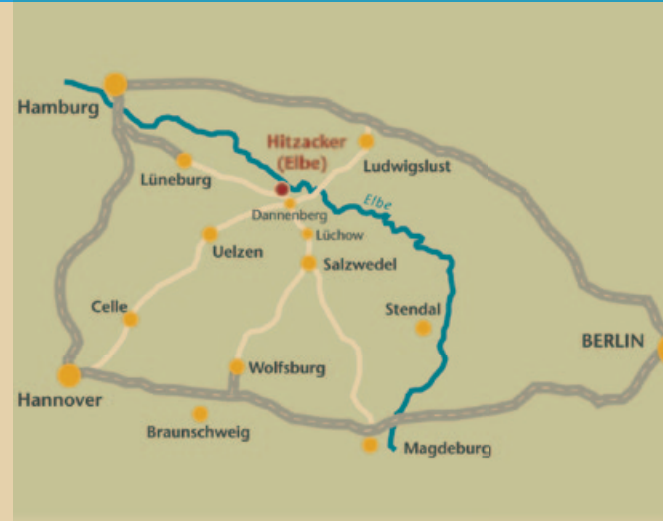 Hamburg
Hitzacker
(Elbe)
Ludwigslust
Lüneburg
Elbe
Dannenberg
Lüchow
Uelzen
Salzwedel
Celle
Stendal
BERLIN
Wolfsburg
Hannover
Braunschweig
Magdeburg